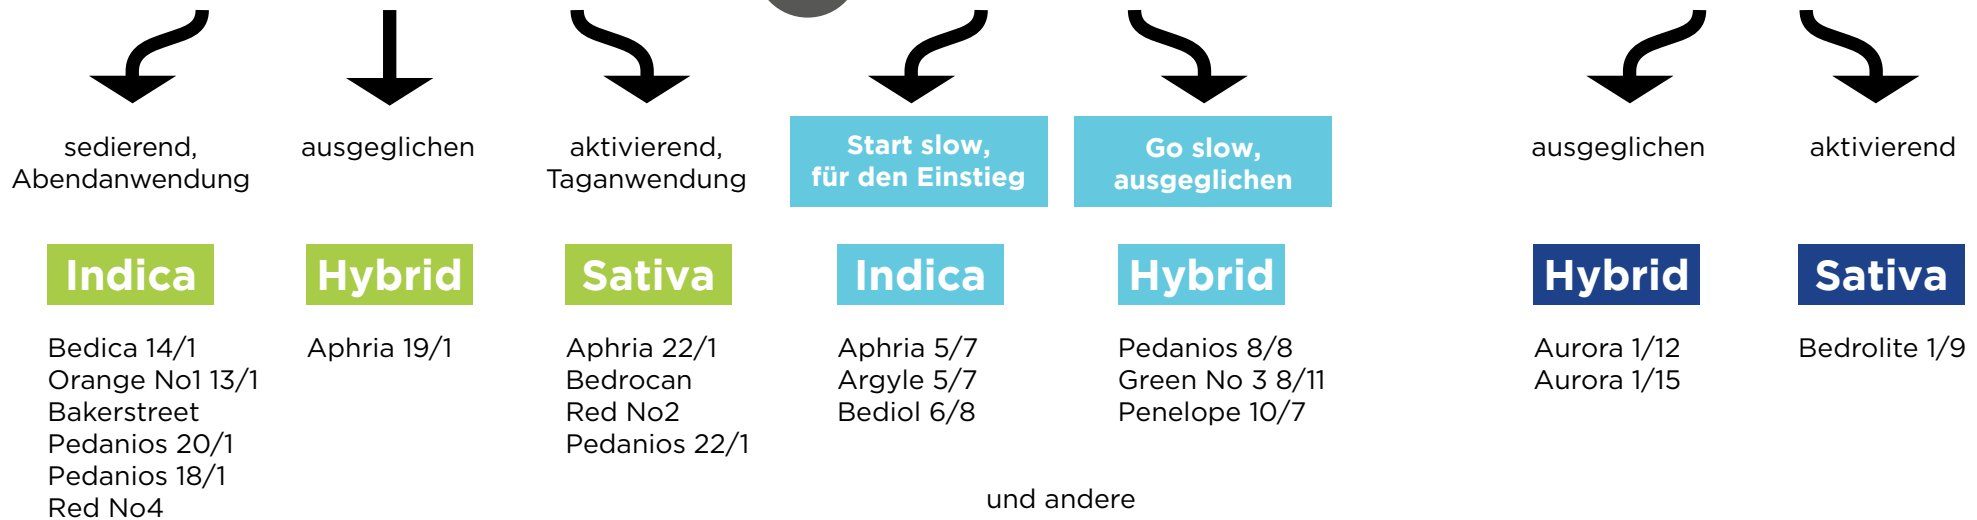 sedierend,
Abendanwendung
ausgeglichen
aktivierend,
Taganwendung
Start slow,
für den Einstieg
Go slow,
ausgeglichen
ausgeglichen
aktivierend
Indica
Hybrid
Sativa
Indica
Hybrid
Hybrid
Sativa
Bedica 14/1
Orange No1 13/1
Bakerstreet
Pedanios 20/1
Pedanios 18/1
Red No4
Aphria 19/1
Aphria 22/1
Bedrocan
Red No2
Pedanios 22/1
Aphria 5/7
Argyle 5/7
Bediol 6/8
Pedanios 8/8
Green No 3 8/11
Penelope 10/7
Aurora 1/12
Aurora 1/15
Bedrolite 1/9
und andere